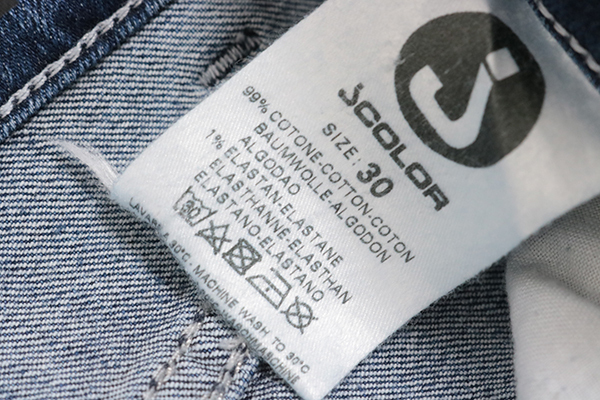 JCOLOR
SIZE: 30
99% COTONE-COTTON-COTON
BAUMWOLLE-ALGODON
ALGODAO
1% ELASTAN-ELASTANE
ELASTHANNE-ELASTHAN
ELASTANO-ELASTANO
30
MACHINE WASH TO 30°C